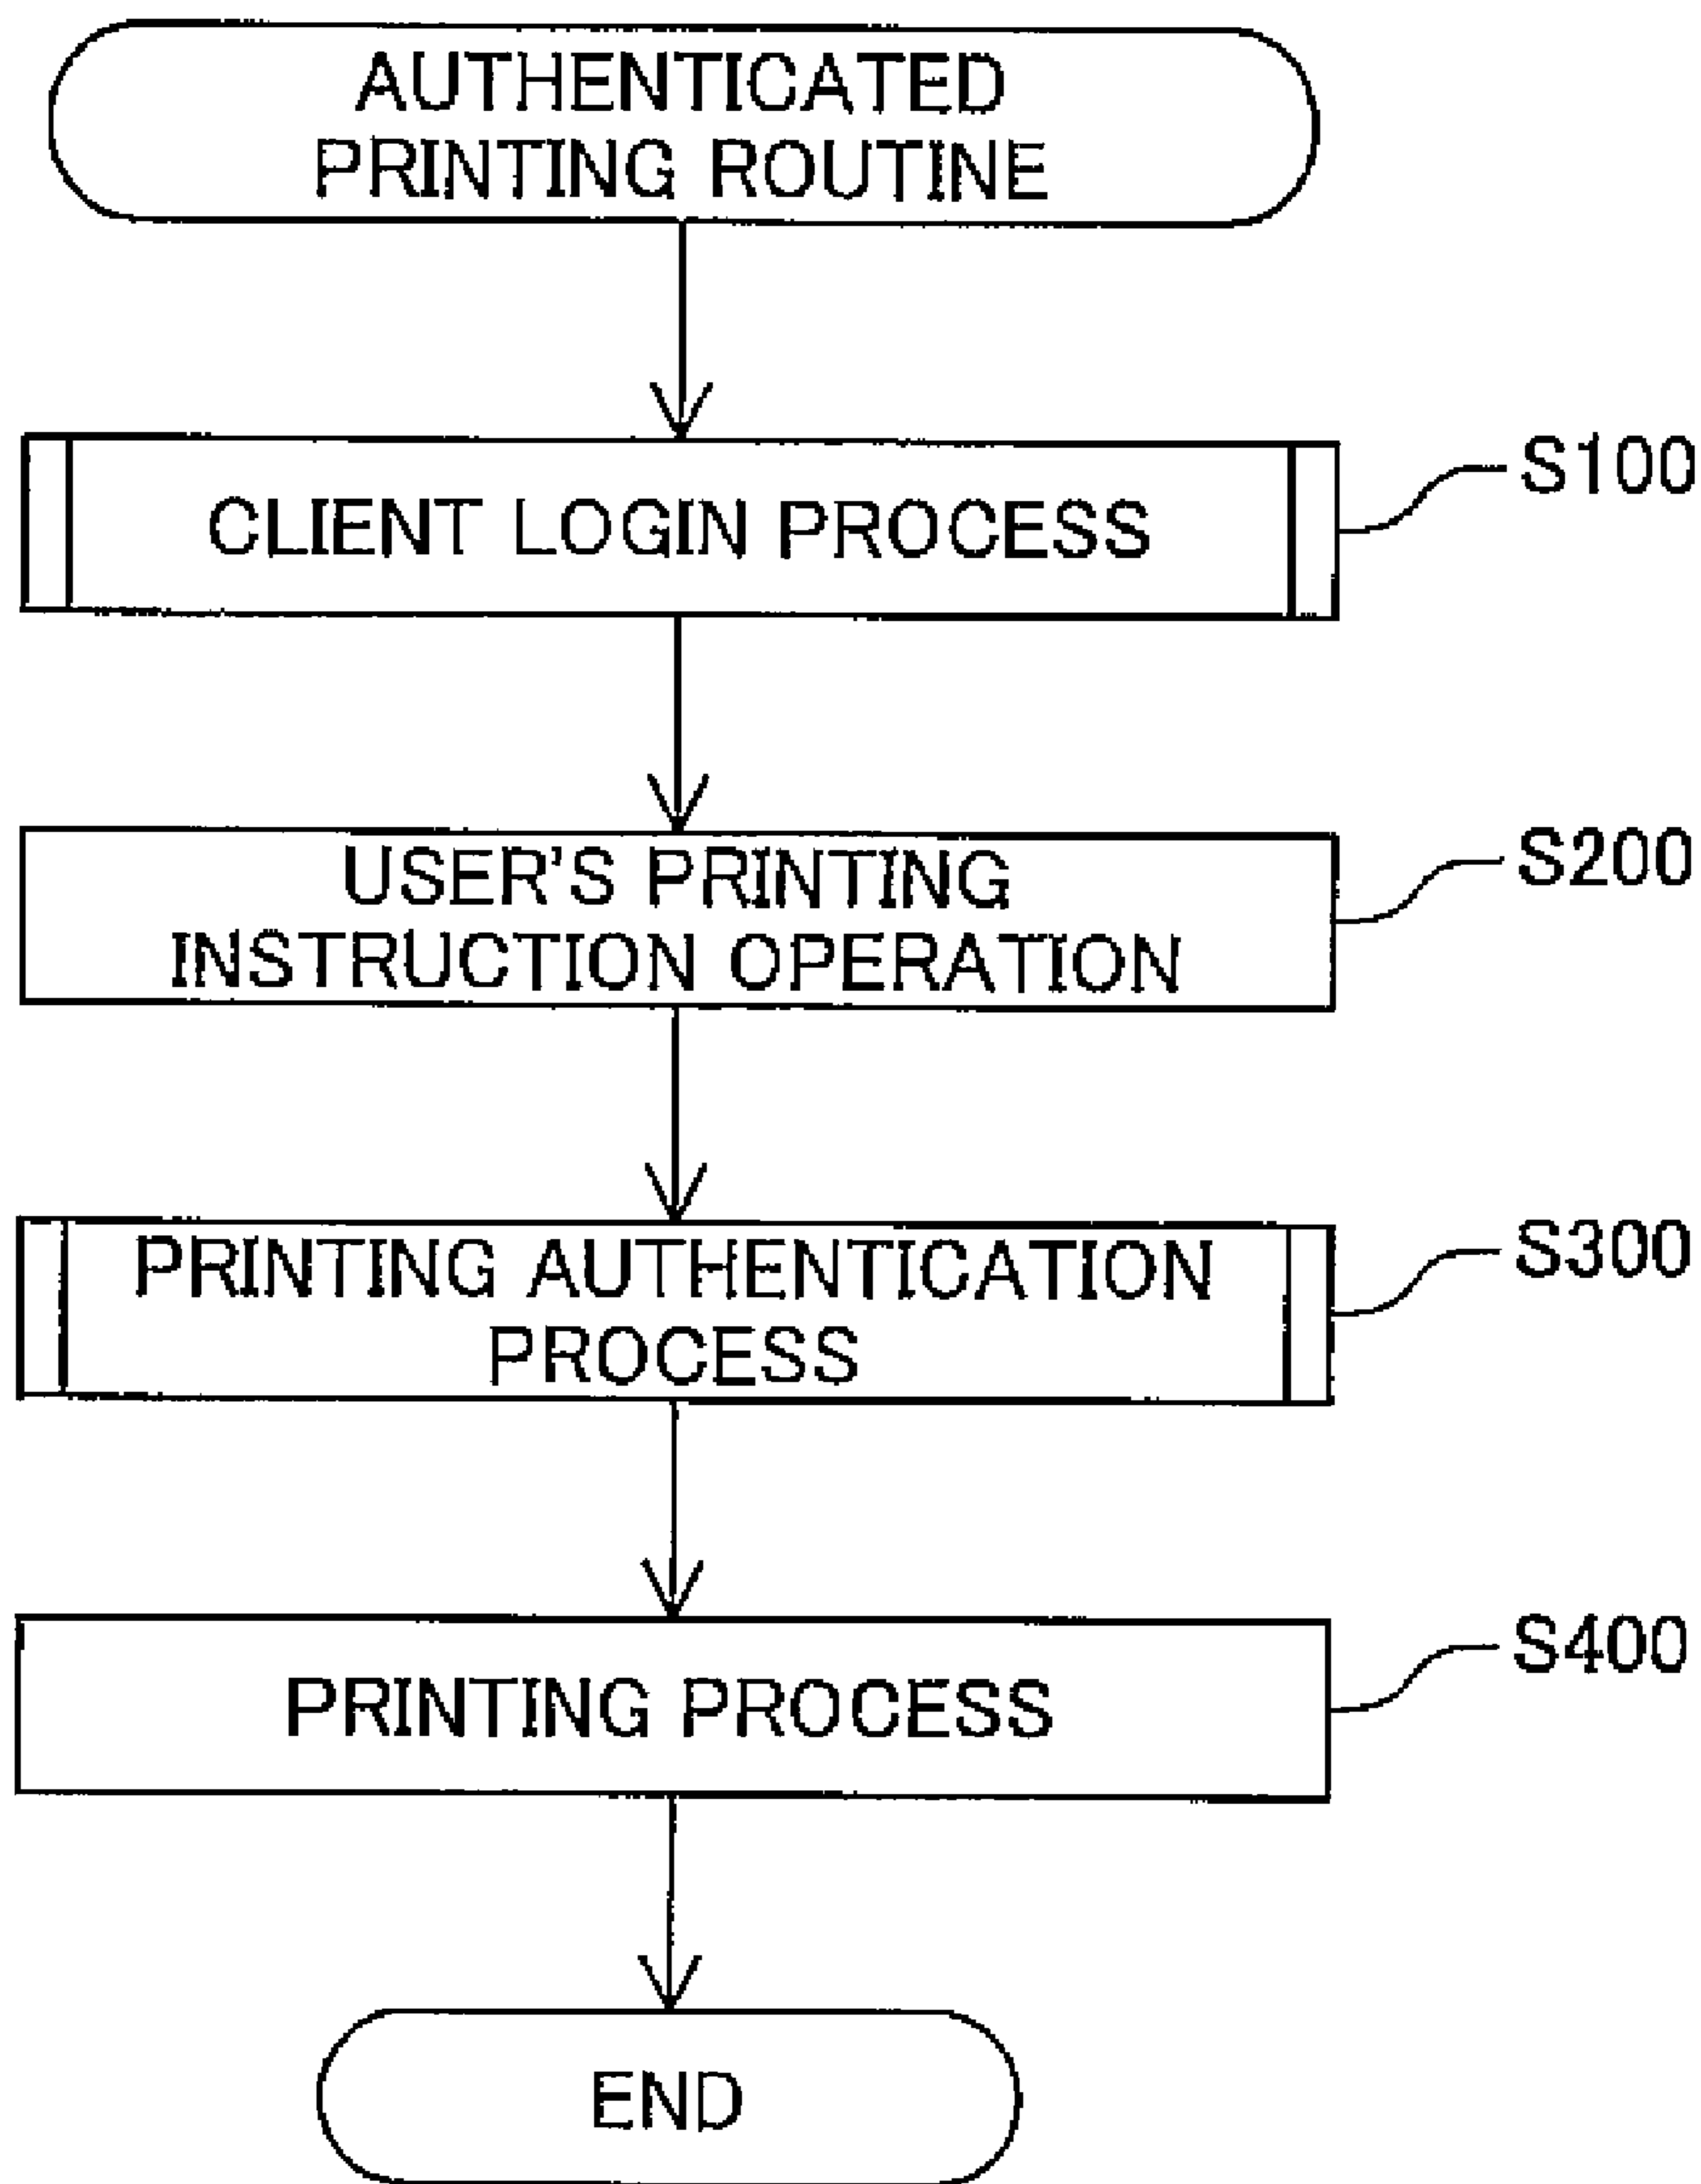 AUTHENTICATED
PRINTING ROUTINE
CLIENT LOGIN PROCESS
S100
USER'S PRINTING
INSTRUCTION OPERATION
S200
PRINTING AUTHENTICATION
PROCESS
S300
PRINTING PROCESS
S400
END